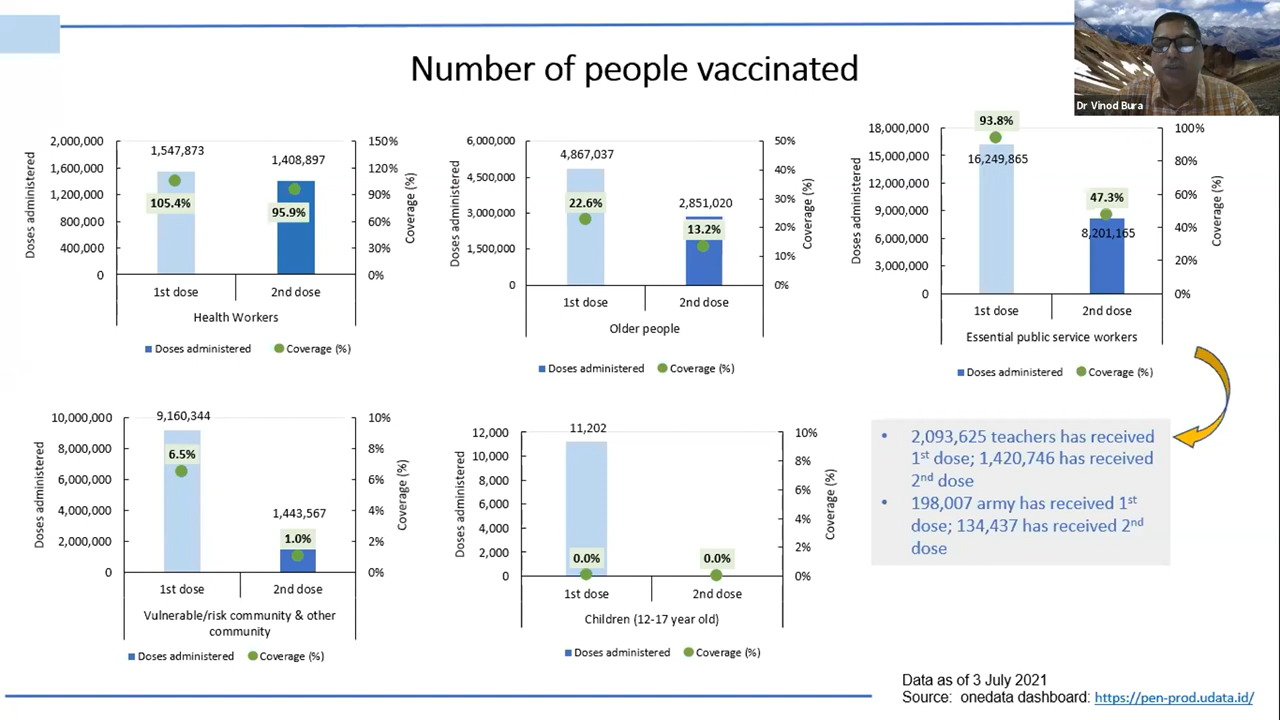 Number of people vaccinated
Dr Vinod Bura
2,000,000
1,600,000
1,200,000
800,000
400,000
0
Doses administered
1,547,873
1,408,897
105.4%
95.9%
150%
120%
90%
60%
30%
0%
Coverage (%)
1st dose
2nd dose
Health Workers
Doses administered
Coverage (%)
6,000,000
4,500,000
3,000,000
1,500,000
0
Doses administered
4,867,037
2,851,020
22.6%
13.2%
50%
40%
30%
20%
10%
0%
Coverage (%)
1st dose
2nd dose
Older people
Doses administered
Coverage (%)
18,000,000
15,000,000
12,000,000
9,000,000
6,000,000
3,000,000
0
Doses administered
93.8%
16,249,865
47.3%
8,201,165
100%
80%
60%
40%
20%
0%
Coverage (%)
1st dose
2nd dose
Essential public service workers
Doses administered
Coverage (%)
10,000,000
8,000,000
6,000,000
4,000,000
2,000,000
0
Doses administered
9,160,344
6.5%
1,443,567
1.0%
10%
8%
6%
4%
2%
0%
Coverage (%)
1st dose
2nd dose
Vulnerable/risk community & other
community
Doses administered
Coverage (%)
12,000
10,000
8,000
6,000
4,000
2,000
0
Doses administered
11,202
0.0%
0.0%
10%
8%
6%
4%
2%
0%
Coverage (%)
1st dose
2nd dose
Children (12-17 year old)
Doses administered
Coverage (%)
• 2,093,625 teachers has received
1st dose; 1,420,746 has received
2nd dose
• 198,007 army has received 1st
dose; 134,437 has received 2nd
dose
Data as of 3 July 2021
Source: onedata dashboard: https://pen-prod.udata.id/